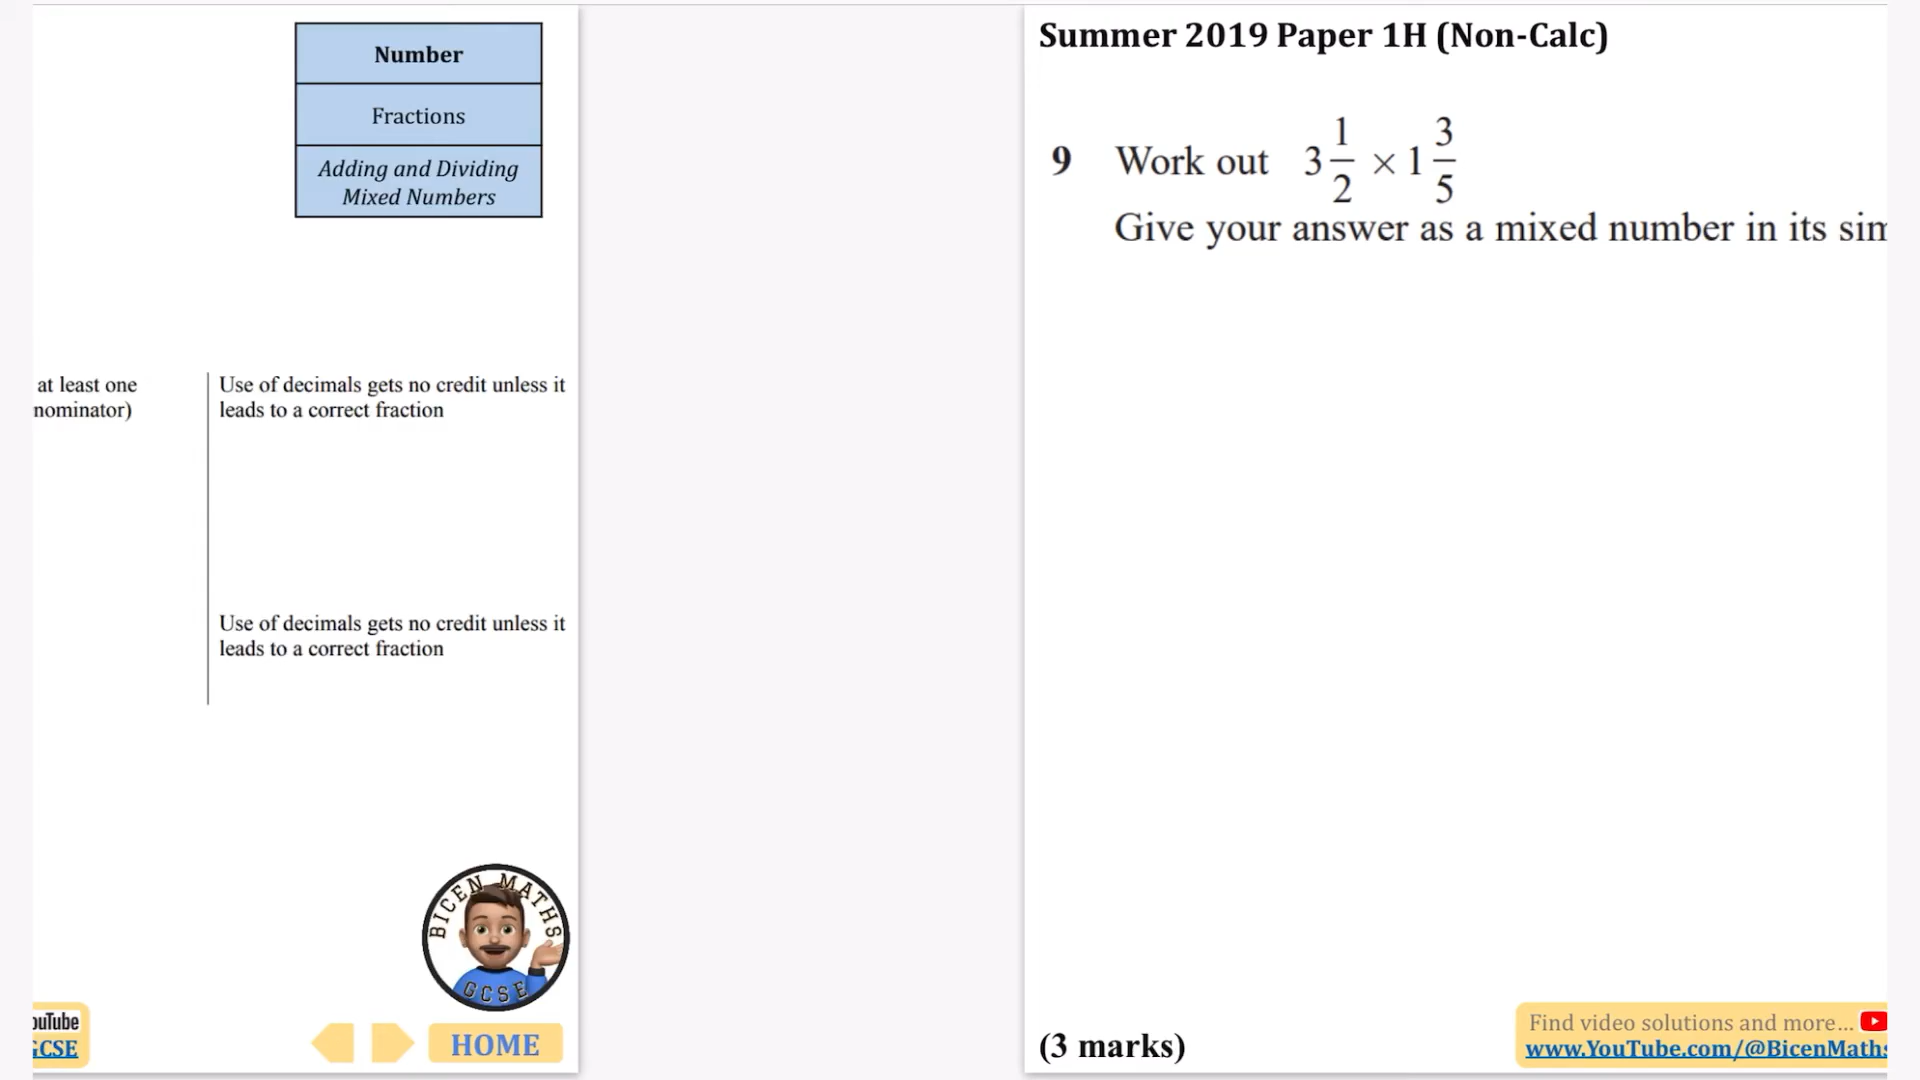 Number
Fractions
Adding and Dividing
Mixed Numbers
at least one
nominator)
Use of decimals gets no credit unless it
leads to a correct fraction
Use of decimals gets no credit unless it
leads to a correct fraction
BICEN MATHS
GCSE
ouTube
GCSE
HOME
Summer 2019 Paper 1H (Non-Calc)
9 Work out 3 1/2 × 1 3/5
Give your answer as a mixed number in its sim
(3 marks)
Find video solutions and more...
www.YouTube.com/@BicenMaths